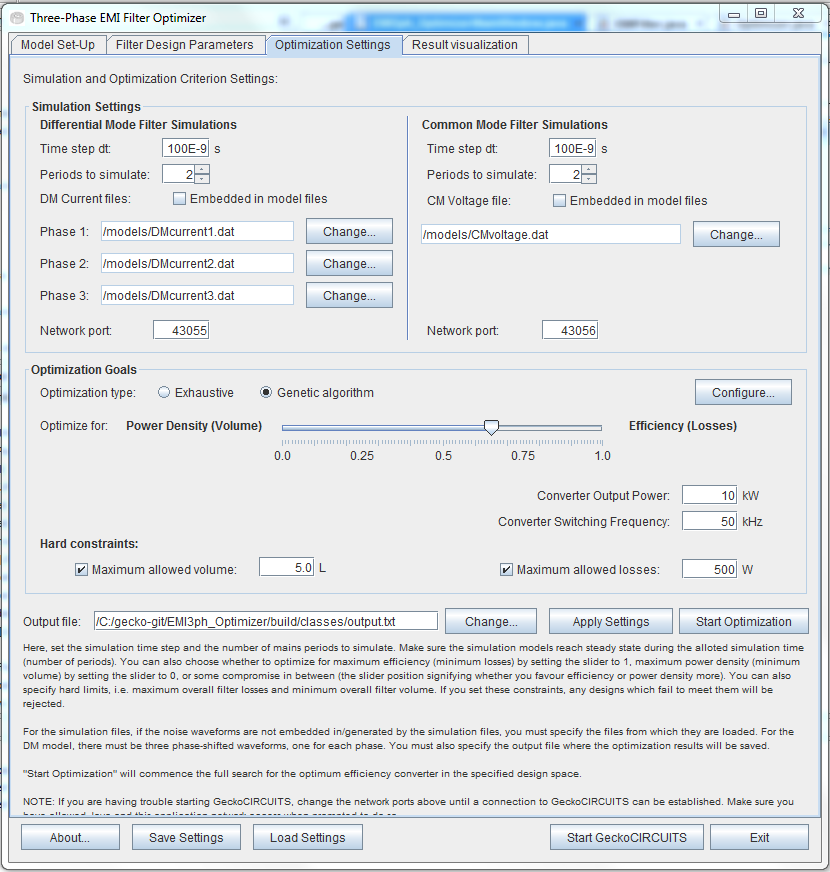 Three-Phase EMI Filter Optimizer
Model Set-Up
Filter Design Parameters
Optimization Settings
Result visualization
Simulation and Optimization Criterion Settings:
Simulation Settings
Differential Mode Filter Simulations
Common Mode Filter Simulations
Time step dt: 100E-9 s
Time step dt: 100E-9 s
Periods to simulate: 2
Periods to simulate: 2
DM Current files: Embedded in model files
CM Voltage file: Embedded in model files
Phase 1: /models/DMcurrent1.dat Change...
/models/CMvoltage.dat Change...
Phase 2: /models/DMcurrent2.dat Change...
Phase 3: /models/DMcurrent3.dat Change...
Network port: 43055
Network port: 43056
Optimization Goals
Optimization type: Exhaustive Genetic algorithm Configure...
Optimize for: Power Density (Volume) Efficiency (Losses)
0.0 0.25 0.5 0.75 1.0
Converter Output Power: 10 kW
Converter Switching Frequency: 50 kHz
Hard constraints:
Maximum allowed volume: 5.0 L
Maximum allowed losses: 500 W
Output file: /C:/gecko-git/EMI3ph_Optimizer/build/classes/output.txt Change... Apply Settings Start Optimization
Here, set the simulation time step and the number of mains periods to simulate. Make sure the simulation models reach steady state during the alloted simulation time
(number of periods). You can also choose whether to optimize for maximum efficiency (minimum losses) by setting the slider to 1, maximum power density (minimum
volume) by setting the slider to 0, or some compromise in between (the slider position signifying whether you favour efficiency or power density more). You can also
specify hard limits, i.e. maximum overall filter losses and minimum overall filter volume. If you set these constraints, any designs which fail to meet them will be
rejected.
For the simulation files, if the noise waveforms are not embedded in/generated by the simulation files, you must specify the files from which they are loaded. For the
DM model, there must be three phase-shifted waveforms, one for each phase. You must also specify the output file where the optimization results will be saved.
"Start Optimization" will commence the full search for the optimum efficiency converter in the specified design space.
NOTE: If you are having trouble starting GeckoCIRCUITS, change the network ports above until a connection to GeckoCIRCUITS can be established. Make sure you
About... Save Settings Load Settings Start GeckoCIRCUITS Exit